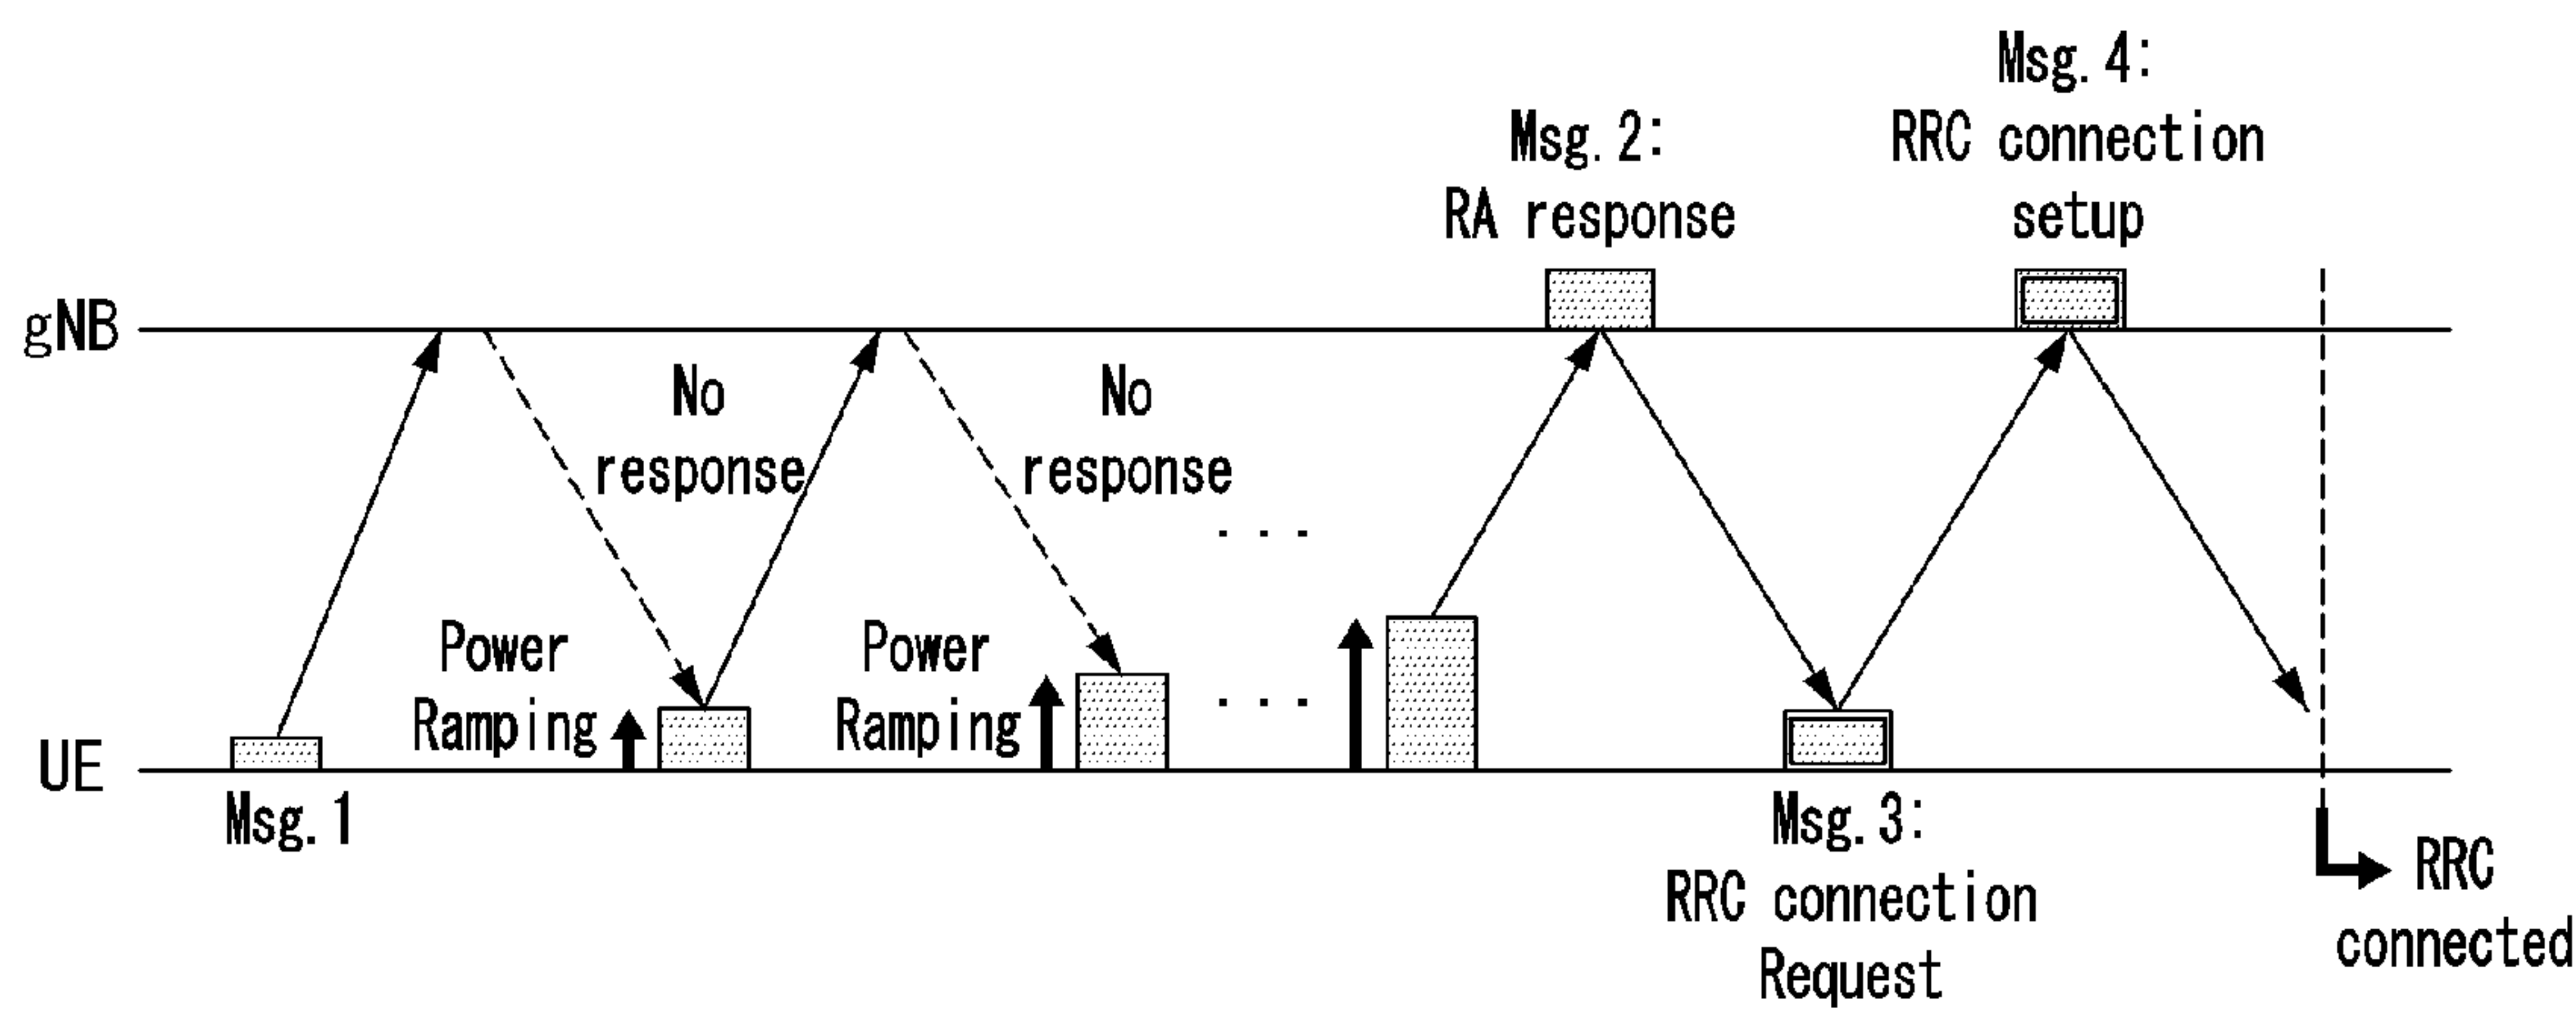 Msg.4:
RRC connection
setup
Msg.2:
RA response
gNB
No
response
No
response
. . .
Power
Ramping
Power
Ramping
. . .
UE
Msg.1
Msg.3:
RRC connection
Request
RRC
connected